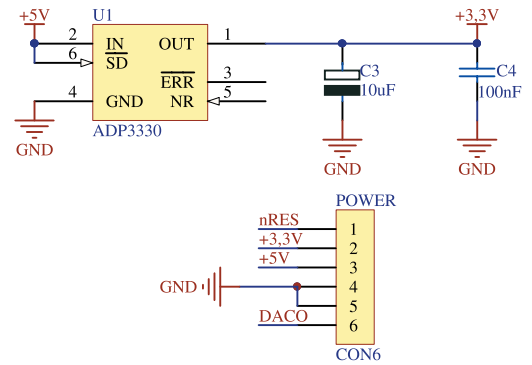 +5V
U1
+3,3V
2
IN
OUT
1
6
SD
C3
C4
ERR
3
10uF
100nF
4
GND
NR
5
ADP3330
GND
GND
GND
POWER
nRES
1
+3,3V
2
+5V
3
GND
4
5
DACO
6
CON6